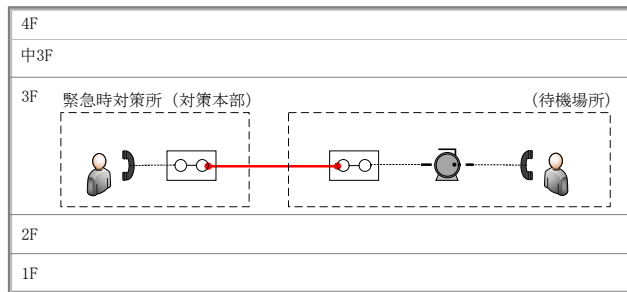 4F
中3F
3F
緊急時対策所（対策本部）
（待機場所）
2F
1F